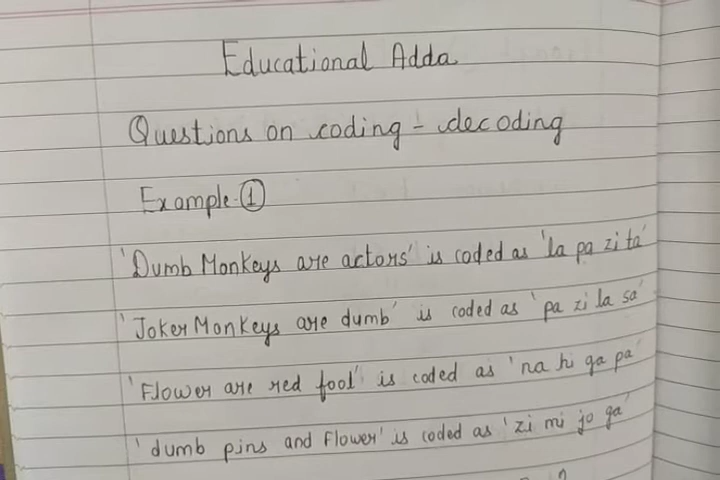 Educational Adda
Questions on coding - decoding
Example-①
'Dumb Monkeys are actors' is coded as 'la pa zi ta'
'Joker Monkeys are dumb' is coded as 'pa zi la sa'
'Flower are red fool' is coded as 'na hi ga pa'
'dumb pins and Flower' is coded as 'zi mi jo ga'